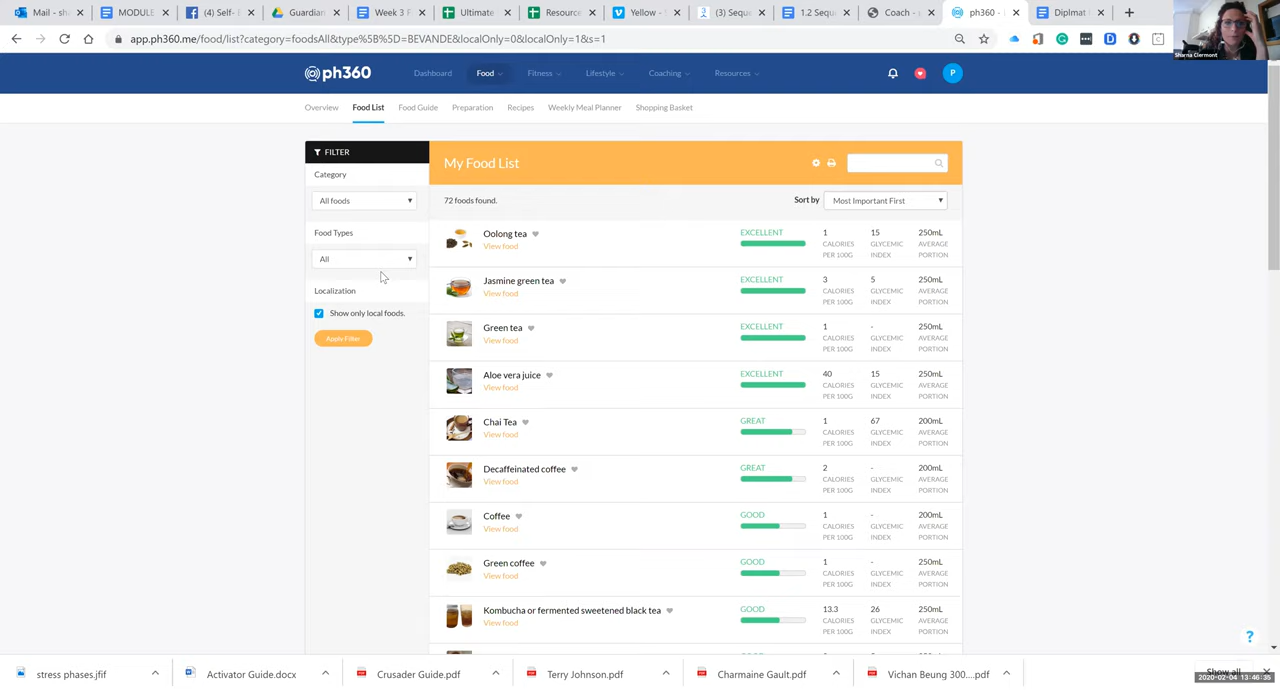 Mail - sha
MODULE
(4) Self- E
Guardian
Week 3 F
Ultimate
Resource
Yellow - S
(3) Sequ
1.2 Sequ
Coach - (
ph360 -
Diplmat H
app.ph360.me/food/list?category=foodsAll&type%5B%5D=BEVANDE&localOnly=0&localOnly=1&s=1
Sharna Clermont
ph360
Dashboard
Food
Fitness
Lifestyle
Coaching
Resources
P
Overview
Food List
Food Guide
Preparation
Recipes
Weekly Meal Planner
Shopping Basket
FILTER
Category
All foods
Food Types
All
Localization
Show only local foods.
Apply Filter
My Food List
72 foods found.
Sort by
Most Important First
Oolong tea
View food
EXCELLENT
1
CALORIES
PER 100G
15
GLYCEMIC
INDEX
250mL
AVERAGE
PORTION
Jasmine green tea
View food
EXCELLENT
3
CALORIES
PER 100G
5
GLYCEMIC
INDEX
250mL
AVERAGE
PORTION
Green tea
View food
EXCELLENT
1
CALORIES
PER 100G
-
GLYCEMIC
INDEX
250mL
AVERAGE
PORTION
Aloe vera juice
View food
EXCELLENT
40
CALORIES
PER 100G
15
GLYCEMIC
INDEX
250mL
AVERAGE
PORTION
Chai Tea
View food
GREAT
1
CALORIES
PER 100G
67
GLYCEMIC
INDEX
200mL
AVERAGE
PORTION
Decaffeinated coffee
View food
GREAT
2
CALORIES
PER 100G
-
GLYCEMIC
INDEX
200mL
AVERAGE
PORTION
Coffee
View food
GOOD
1
CALORIES
PER 100G
-
GLYCEMIC
INDEX
200mL
AVERAGE
PORTION
Green coffee
View food
GOOD
1
CALORIES
PER 100G
-
GLYCEMIC
INDEX
250mL
AVERAGE
PORTION
Kombucha or fermented sweetened black tea
View food
GOOD
13.3
CALORIES
PER 100G
26
GLYCEMIC
INDEX
250mL
AVERAGE
PORTION
?
stress phases.jfif
Activator Guide.docx
Crusader Guide.pdf
Terry Johnson.pdf
Charmaine Gault.pdf
Vichan Beung 300....pdf
Show all
2020-02-04 13:46:35